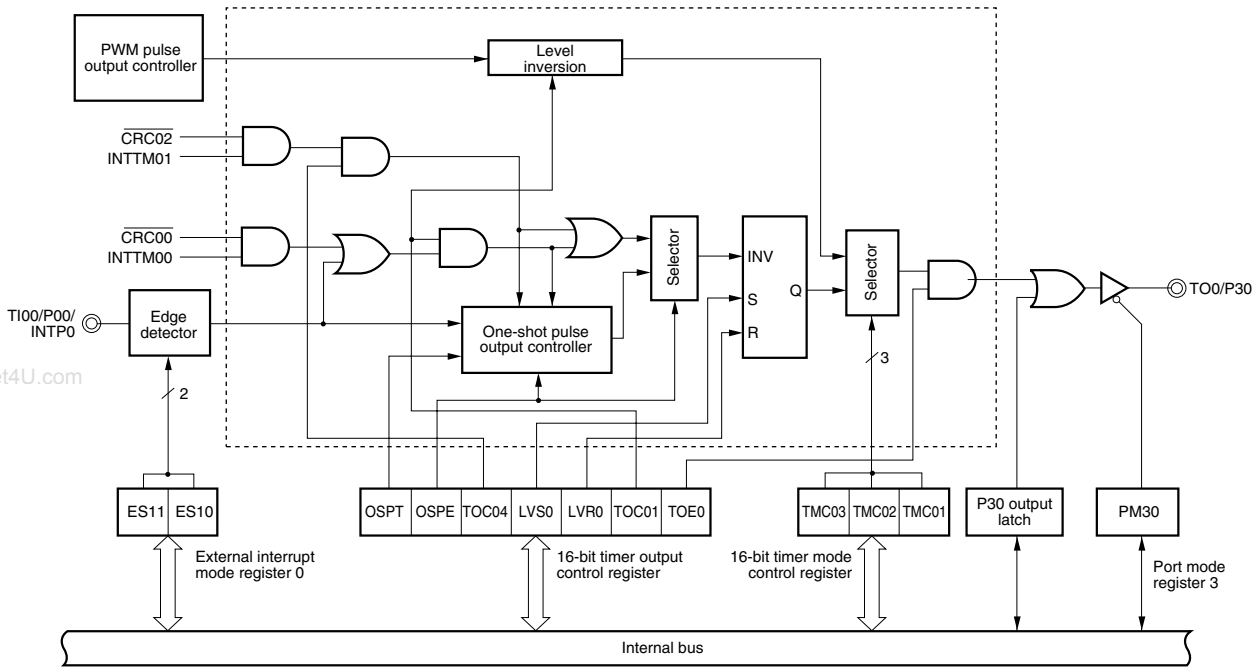 PWM pulse
output controller
Level
inversion
CRC02
INTTM01
CRC00
INTTM00
TI00/P00/
INTP0
Edge
detector
One-shot pulse
output controller
Selector
INV
S
R
Q
Selector
TO0/P30
2
3
et4U.com
ES11 ES10
OSPT OSPE TOC04 LVS0 LVR0 TOC01 TOE0
TMC03 TMC02 TMC01
P30 output
latch
PM30
External interrupt
mode register 0
16-bit timer output
control register
16-bit timer mode
control register
Port mode
register 3
Internal bus